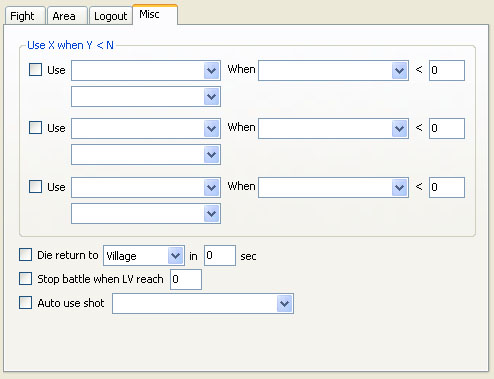 Fight Area Logout Misc
Use X when Y < N
Use When < 0
Use When < 0
Use When < 0
Die return to Village in 0 sec
Stop battle when LV reach 0
Auto use shot